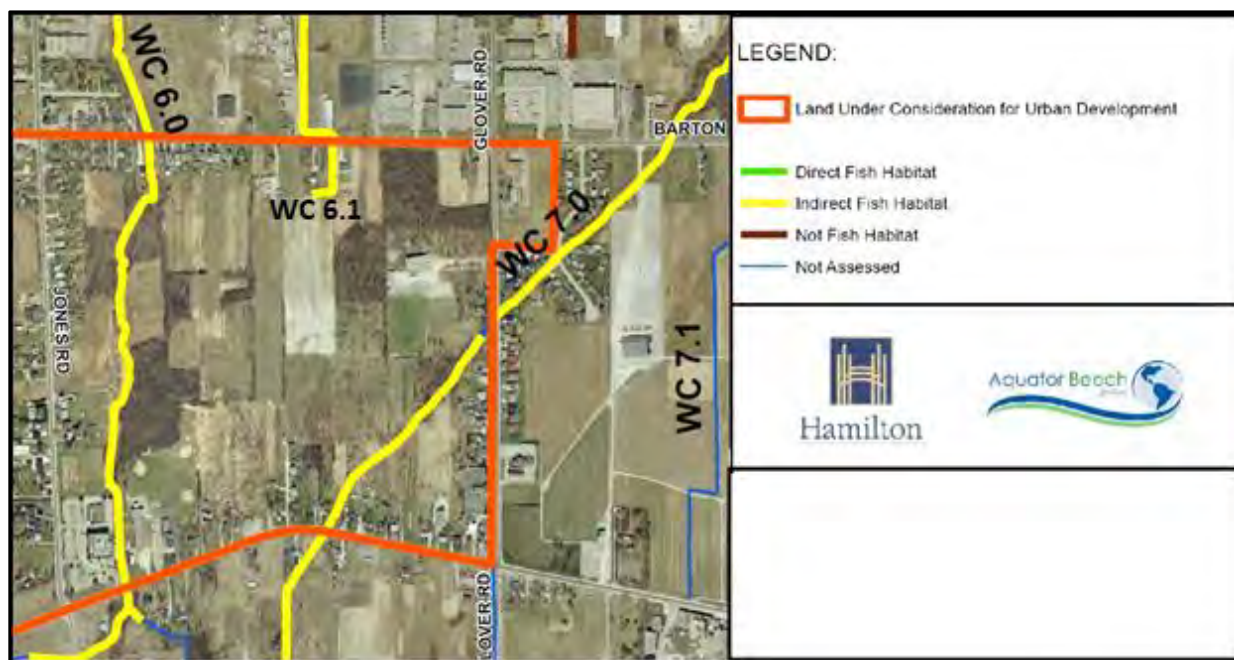 WC 6.0
GLOVER RD
BARTON
WC 6.1
WC 7.0
JONES RD
WC 7.1
GLOVER RD
LEGEND:
Land Under Consideration for Urban Development
Direct Fish Habitat
Indirect Fish Habitat
Not Fish Habitat
Not Assessed
Hamilton
Aquafor Beech